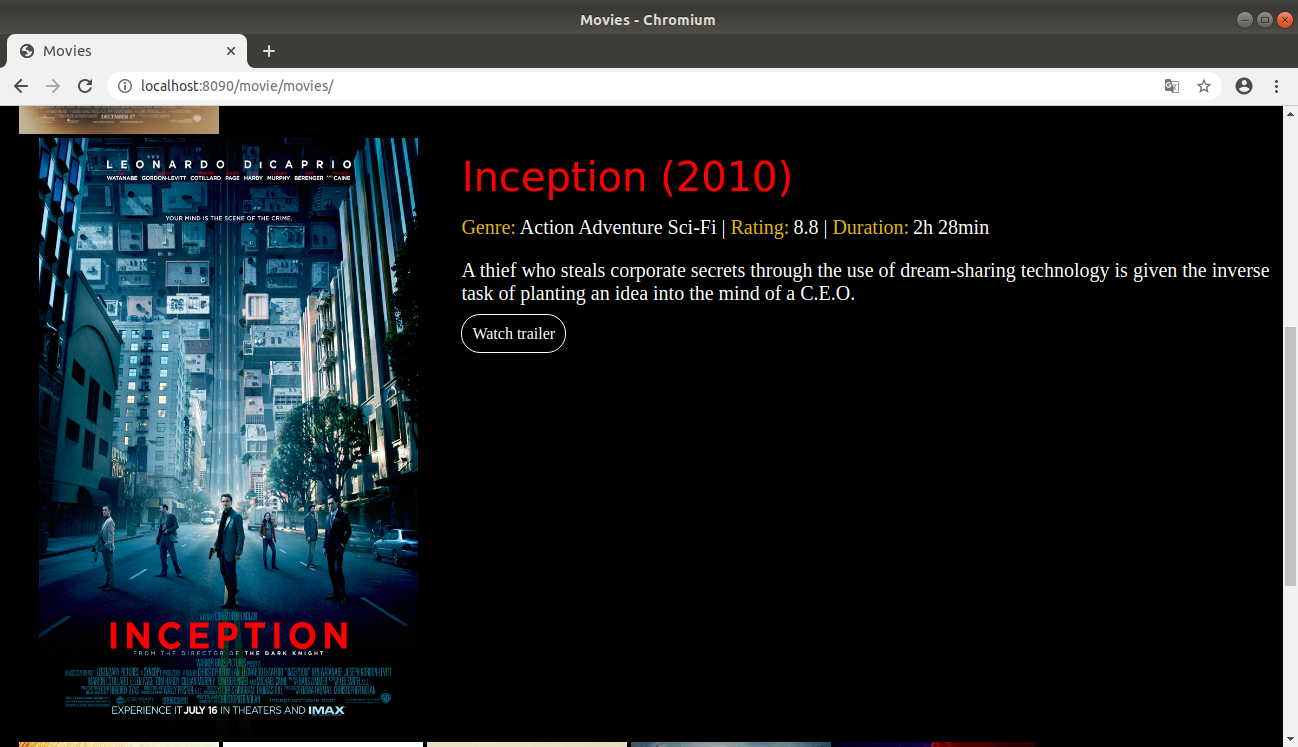 Movies - Chromium
Movies
localhost:8090/movie/movies/
DECEMBER 17
LEONARDO DiCAPRIO
WATANABE GORDON-LEVITT COTILLARD PAGE HARDY MURPHY BERENGER AND CAINE
YOUR MIND IS THE SCENE OF THE CRIME.
INCEPTION
FROM THE DIRECTOR OF THE DARK KNIGHT
EXPERIENCE IT JULY 16 IN THEATERS AND IMAX
Inception (2010)
Genre: Action Adventure Sci-Fi | Rating: 8.8 | Duration: 2h 28min
A thief who steals corporate secrets through the use of dream-sharing technology is given the inverse
task of planting an idea into the mind of a C.E.O.
Watch trailer